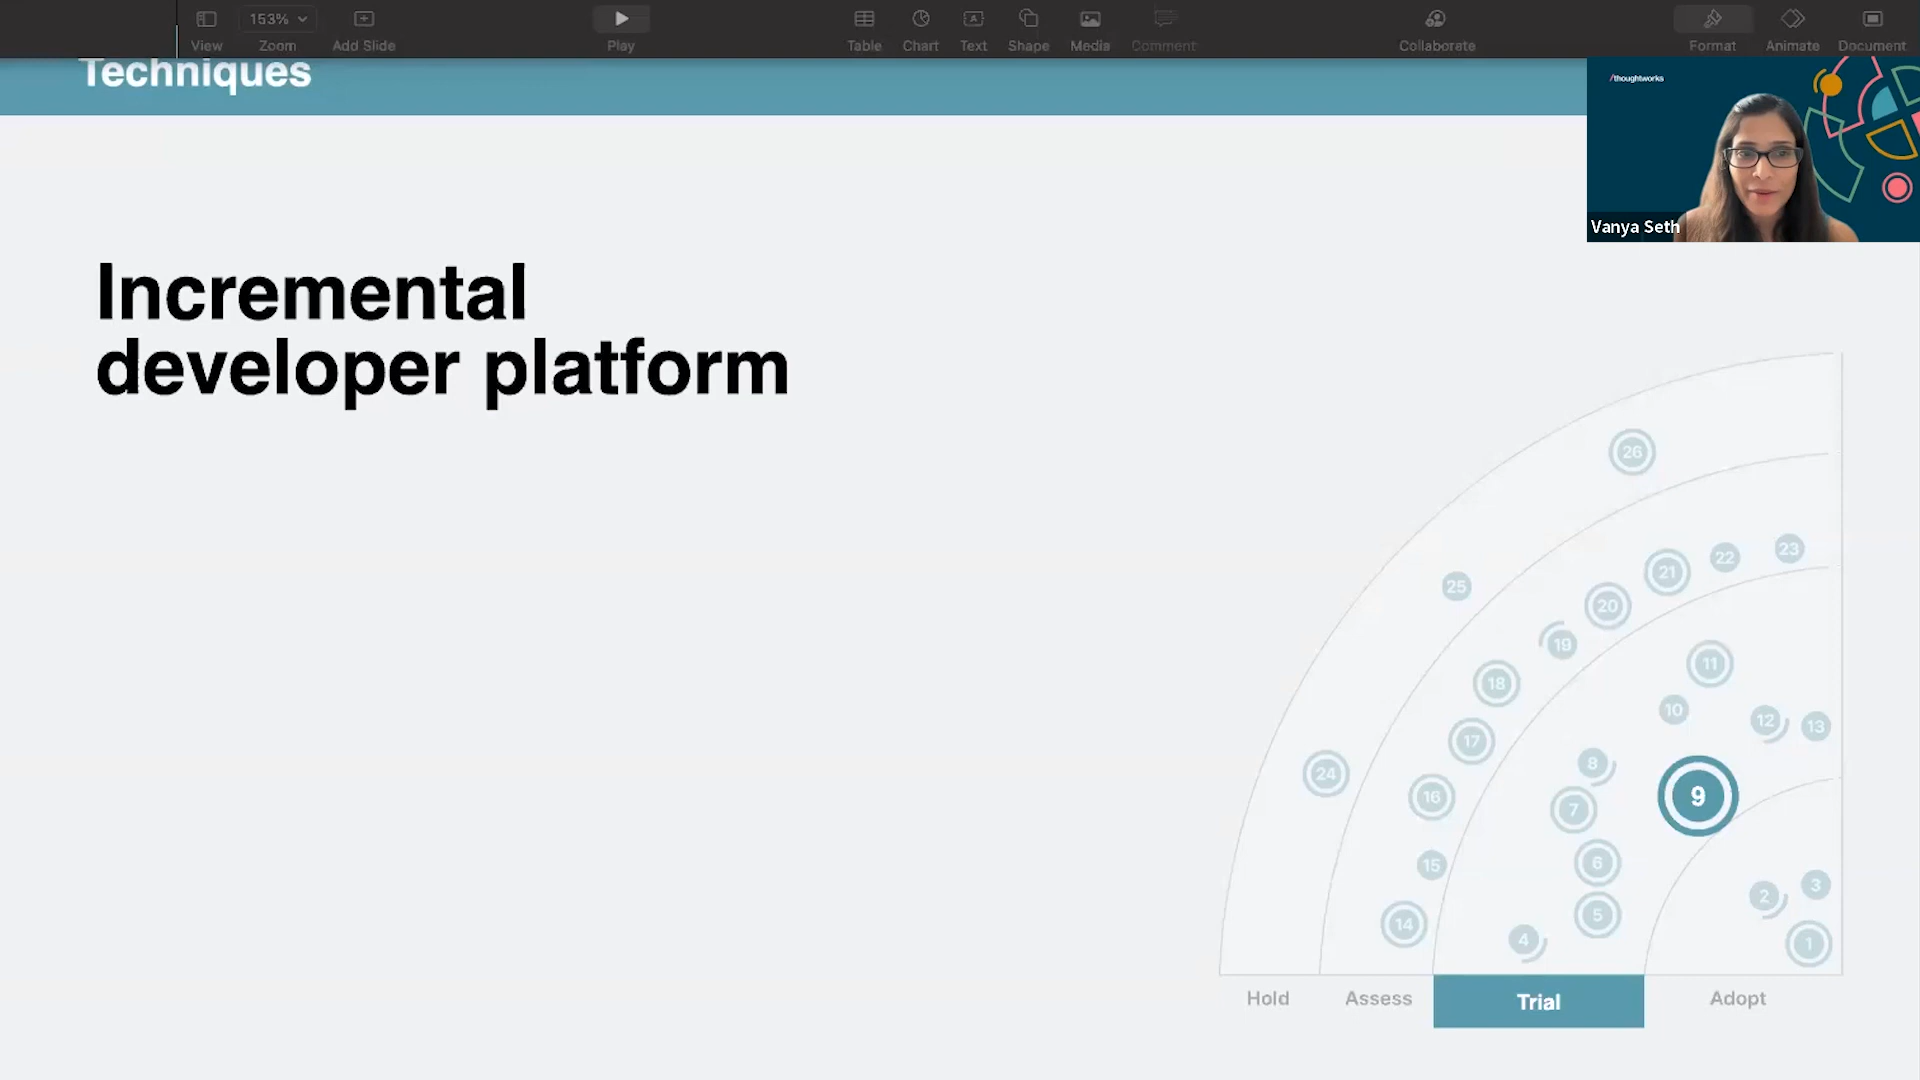 153%
View
Zoom
Add Slide
Play
Table
Chart
Text
Shape
Media
Comment
Collaborate
Format
Animate
Document
Techniques
/thoughtworks
Vanya Seth
Incremental
developer platform
26
25
21
22
23
20
19
18
11
10
12
13
17
8
9
24
16
7
6
15
2
3
14
5
4
1
Hold
Assess
Trial
Adopt